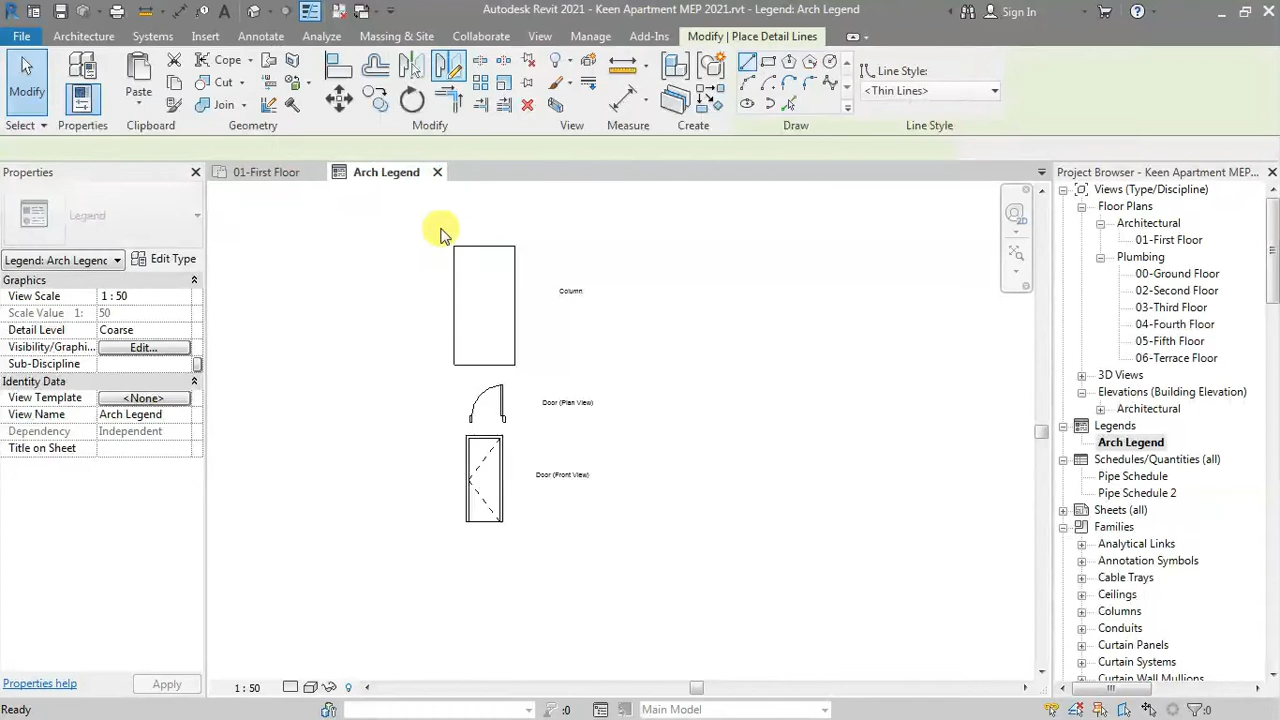 Autodesk Revit 2021 - Keen Apartment MEP 2021.rvt - Legend: Arch Legend
Sign In
File
Architecture
Systems
Insert
Annotate
Analyze
Massing & Site
Collaborate
View
Manage
Add-Ins
Modify | Place Detail Lines
Modify
Paste
Cope
Cut
Join
Line Style:
<Thin Lines>
Select
Properties
Clipboard
Geometry
Modify
View
Measure
Create
Draw
Line Style
Properties
01-First Floor
Arch Legend
Project Browser - Keen Apartment MEP...
Legend
Legend: Arch Legenc
Edit Type
Graphics
View Scale 1 : 50
Scale Value 1: 50
Detail Level Coarse
Visibility/Graphi... Edit...
Sub-Discipline
Identity Data
View Template <None>
View Name Arch Legend
Dependency Independent
Title on Sheet
Properties help
Apply
Column
Door (Plan View)
Door (Front View)
Views (Type/Discipline)
Floor Plans
Architectural
01-First Floor
Plumbing
00-Ground Floor
02-Second Floor
03-Third Floor
04-Fourth Floor
05-Fifth Floor
06-Terrace Floor
3D Views
Elevations (Building Elevation)
Architectural
Legends
Arch Legend
Schedules/Quantities (all)
Pipe Schedule
Pipe Schedule 2
Sheets (all)
Families
Analytical Links
Annotation Symbols
Cable Trays
Ceilings
Columns
Conduits
Curtain Panels
Curtain Systems
Curtain Wall Mullions
1 : 50
Ready
:0
Main Model
:0